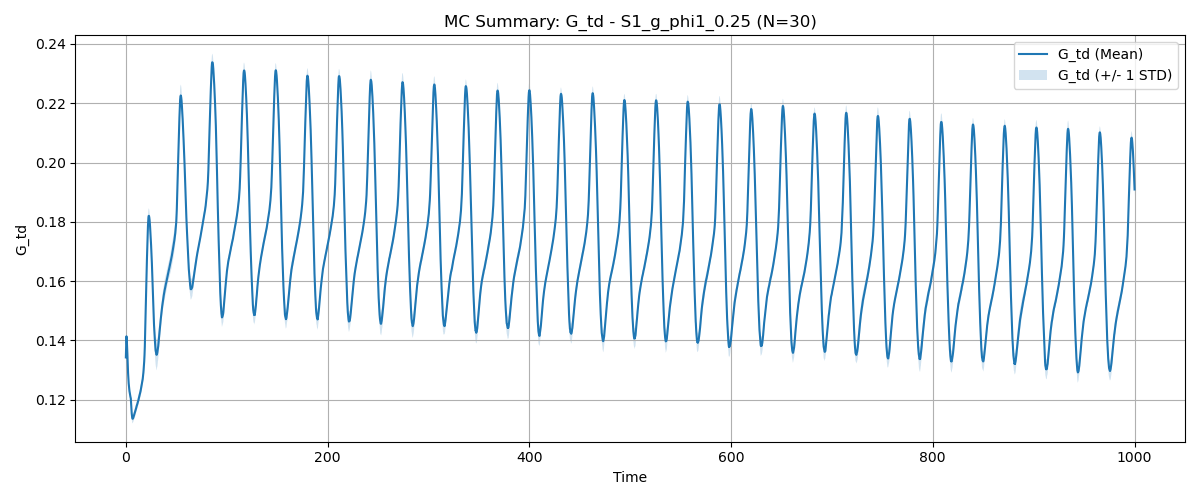 MC Summary: G_td - S1_g_phi1_0.25 (N=30)
G_td (Mean)
G_td (+/- 1 STD)
0.24
0.22
0.20
0.18
0.16
0.14
0.12
G_td
0
200
400
600
800
1000
Time